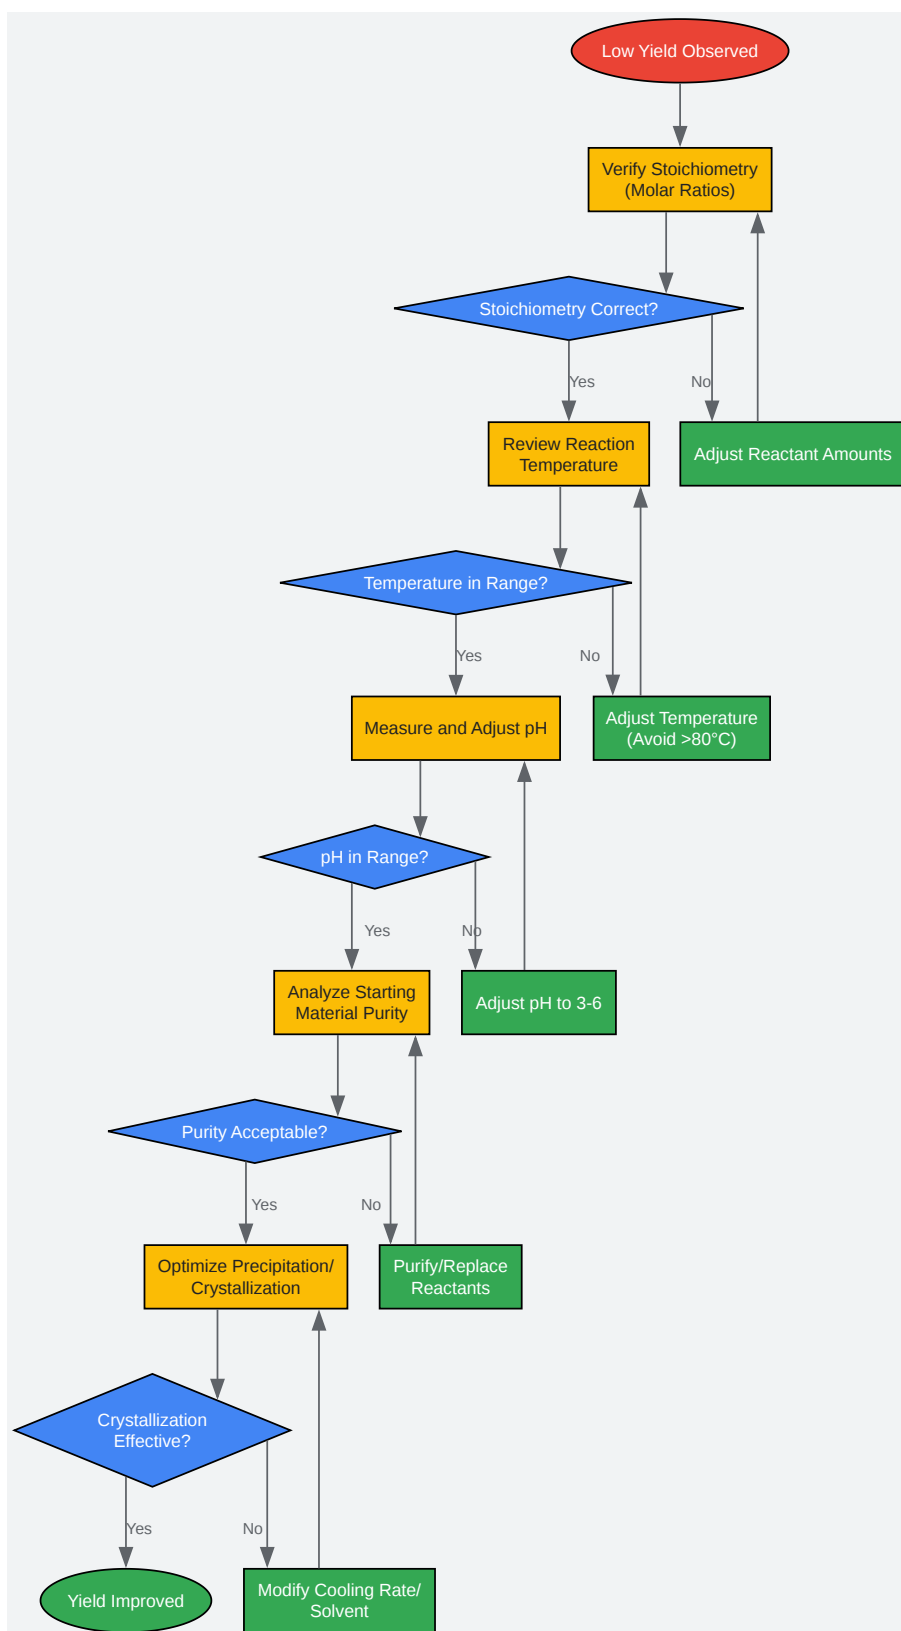 Low Yield Observed
Verify Stoichiometry
(Molar Ratios)
Stoichiometry Correct?
Yes
No
Review Reaction
Temperature
Adjust Reactant Amounts
Temperature in Range?
Yes
No
Measure and Adjust pH
Adjust Temperature
(Avoid >80°C)
pH in Range?
Yes
No
Analyze Starting
Material Purity
Adjust pH to 3-6
Purity Acceptable?
Yes
No
Optimize Precipitation/
Crystallization
Purify/Replace
Reactants
Crystallization
Effective?
Yes
No
Yield Improved
Modify Cooling Rate/
Solvent